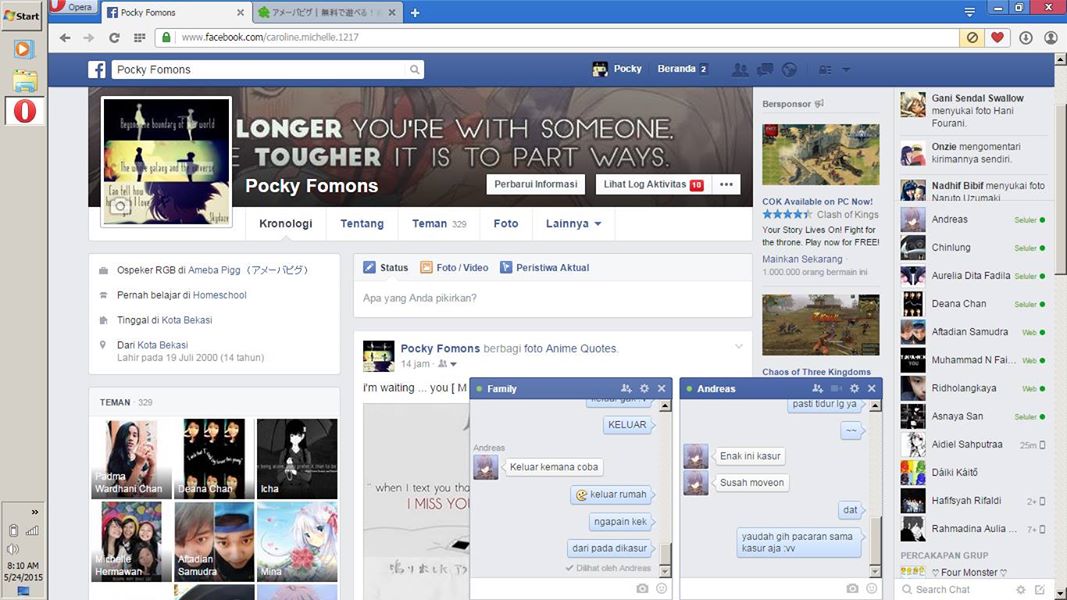 Start
Opera
Pocky Fomons
アメーバピグ｜無料で遊べる！
www.facebook.com/caroline.michelle.1217
Pocky Fomons
Pocky
Beranda 2
LONGER YOU'RE WITH SOMEONE,
TOUGHER IT IS TO PART WAYS.
Beyond the boundary of the world
The whole galaxy and the universe
Can tell how
Pocky Fomons
Perbarui Informasi
Lihat Log Aktivitas 10
Kronologi
Tentang
Teman 329
Foto
Lainnya
Ospeker RGB di Ameba Pigg (アメーバピグ)
Pernah belajar di Homeschool
Tinggal di Kota Bekasi
Dari Kota Bekasi
Lahir pada 19 Juli 2000 (14 tahun)
TEMAN · 329
Padma
Wardhani Chan
Deana Chan
Icha
Michelle
Hermawan
Aftadian
Samudra
Mina
Status
Foto / Video
Peristiwa Aktual
Apa yang Anda pikirkan?
Pocky Fomons berbagi foto Anime Quotes.
14 jam ·
i'm waiting ... you [ M
when I text you tha
I MISS YOU
Family
KELUAR
Andreas
Keluar kemana coba
keluar rumah
ngapain kek
dari pada dikasur
Dilihat oleh Andreas
Andreas
pasti tidur lg ya
~~
Enak ini kasur
Susah moveon
dat
yaudah gih pacaran sama
kasur aja :vv
Bersponsor
COK Available on PC Now!
Clash of Kings
Your Story Lives On! Fight for
the throne. Play now for FREE!
Mainkan Sekarang ·
1.000.000 orang bermain ini
Chaos of Three Kingdoms
Gani Sendal Swallow
menyukai foto Hani
Fourani.
Onzie mengomentari
kirimannya sendiri.
Nadhif Bibif menyukai foto
Naruto Uzumaki
Andreas Seluler
Chinlung Seluler
Aurelia Dita Fadila Seluler
Deana Chan Seluler
Aftadian Samudra Web
Muhammad N Fai... Web
Ridholangkaya Web
Asnaya San Seluler
Aidiel Sahputraa 25m
Dàiki Kàitô
Hafifsyah Rifaldi 2+
Rahmadina Aulia ... 7+
PERCAKAPAN GRUP
♡ Four Monster ♡
Search Chat
8:10 AM
5/24/2015